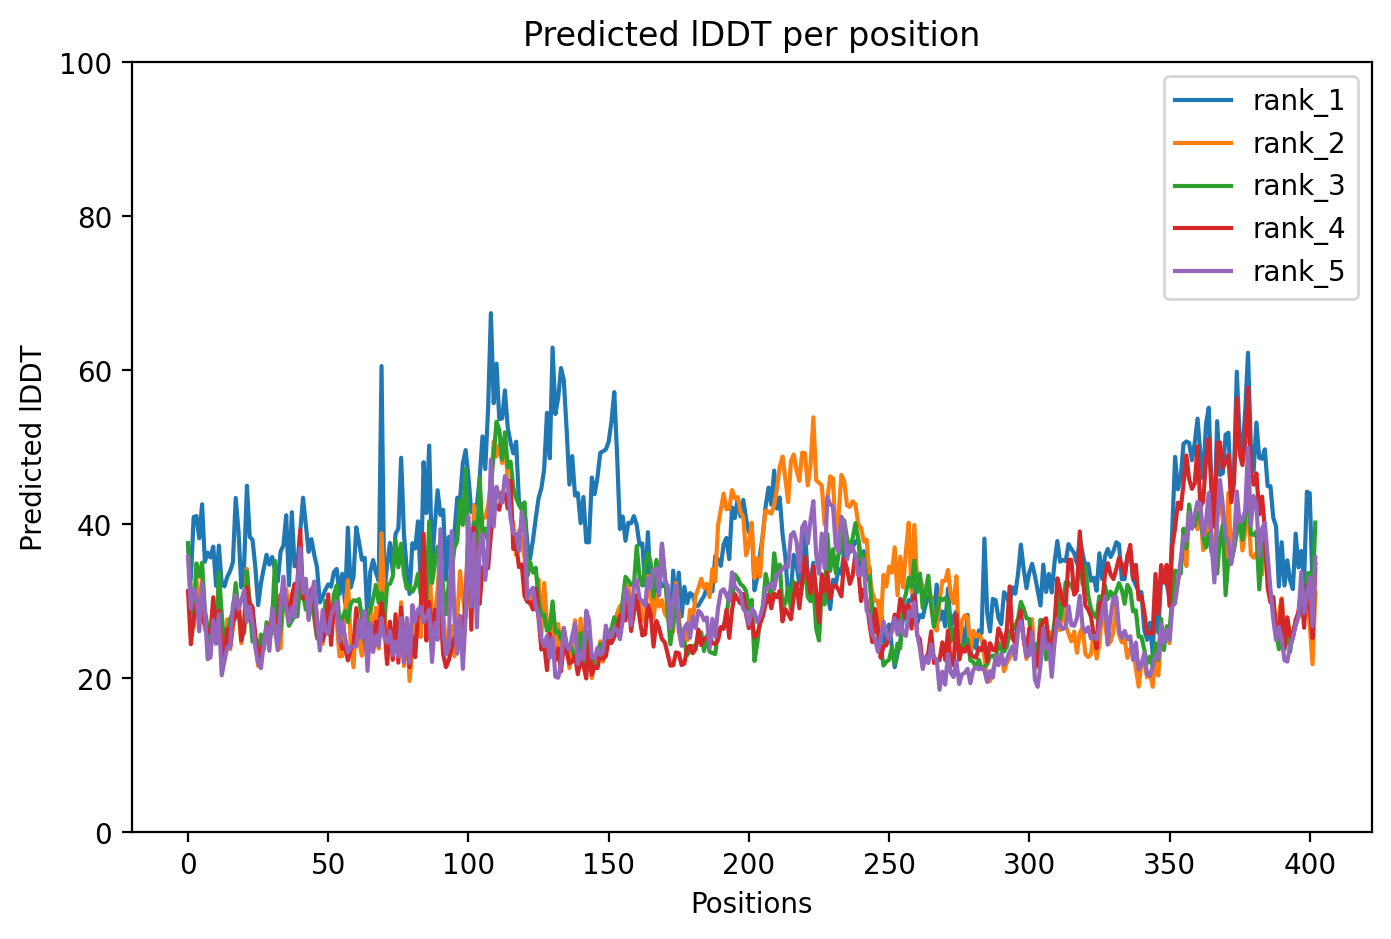 Predicted lDDT per position
100
80
60
40
20
0
Predicted lDDT
0 50 100 150 200 250 300 350 400
Positions
rank_1
rank_2
rank_3
rank_4
rank_5